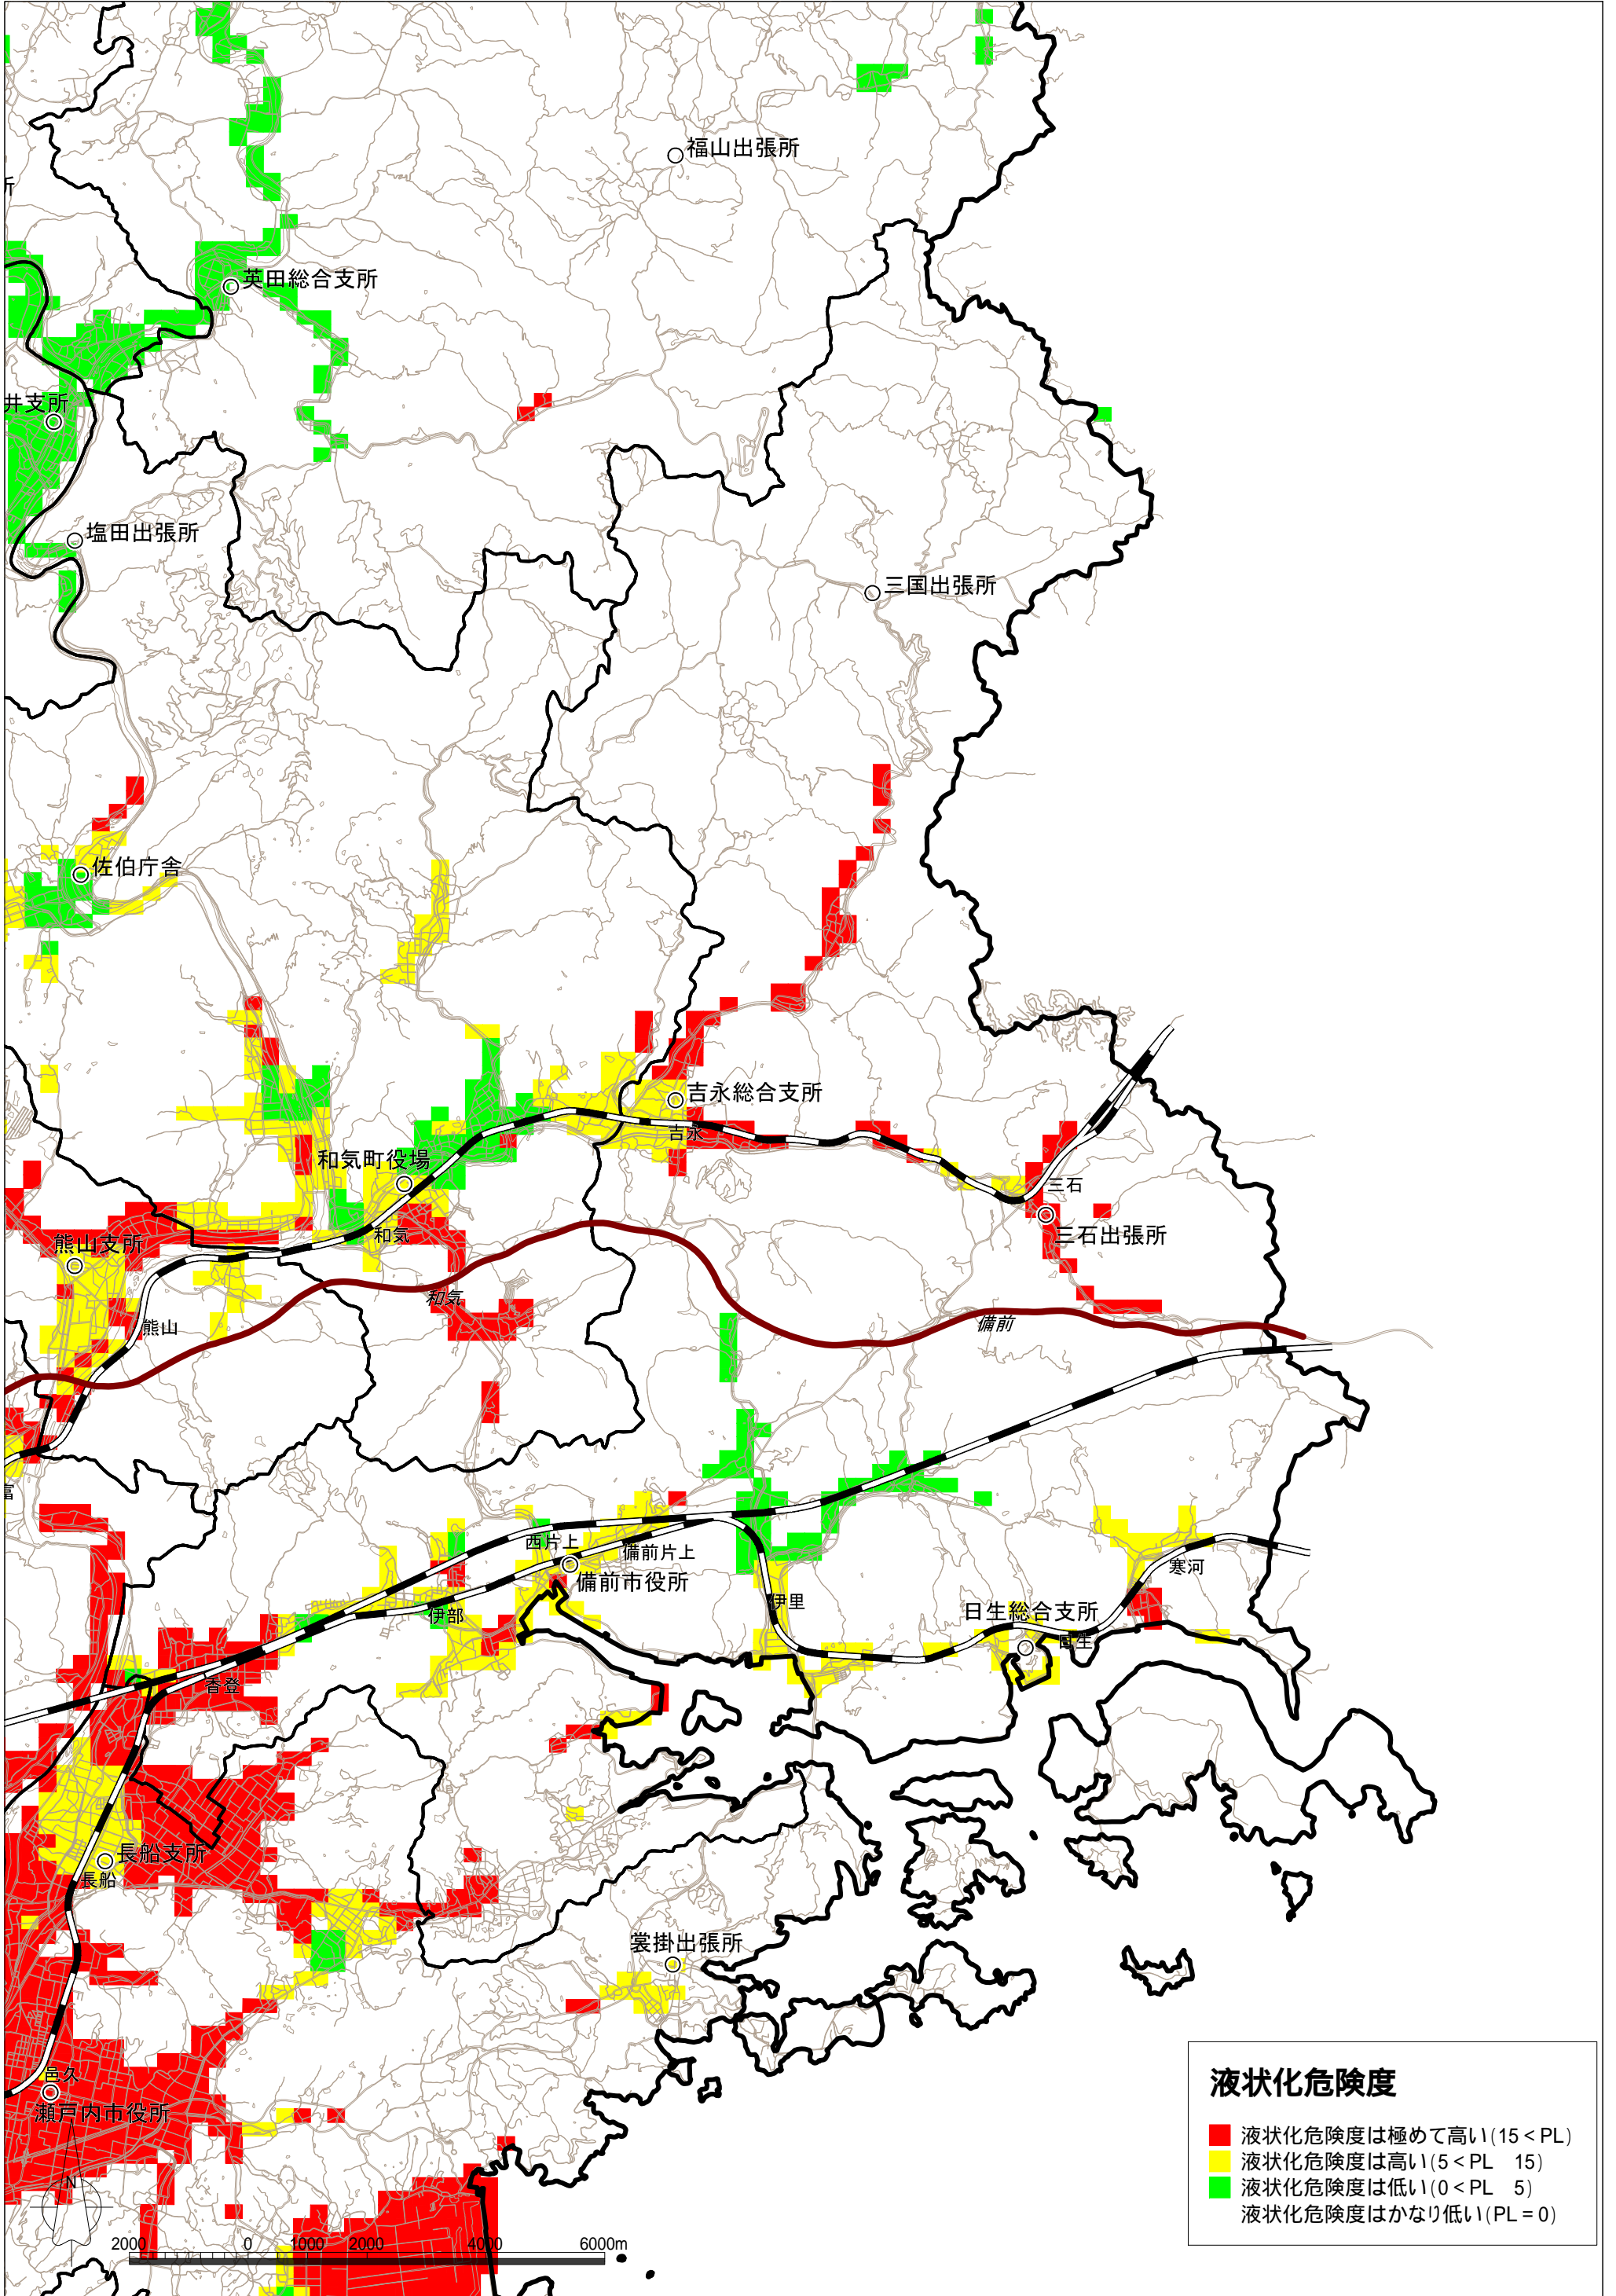 福山出張所
所
英田総合支所
井支所
塩田出張所
三国出張所
佐伯庁舎
吉永総合支所
吉永
和気町役場
三石
三石出張所
和気
熊山支所
和気
備前
熊山
富
西片上
備前片上
備前市役所
寒河
伊里
日生総合支所
伊部
日生
香登
長船支所
長船
裳掛出張所
邑久
瀬戸内市役所
N
2000 0 1000 2000 4000 6000m
液状化危険度
液状化危険度は極めて高い(15<PL)
液状化危険度は高い(5<PL 15)
液状化危険度は低い(0<PL 5)
液状化危険度はかなり低い(PL=0)